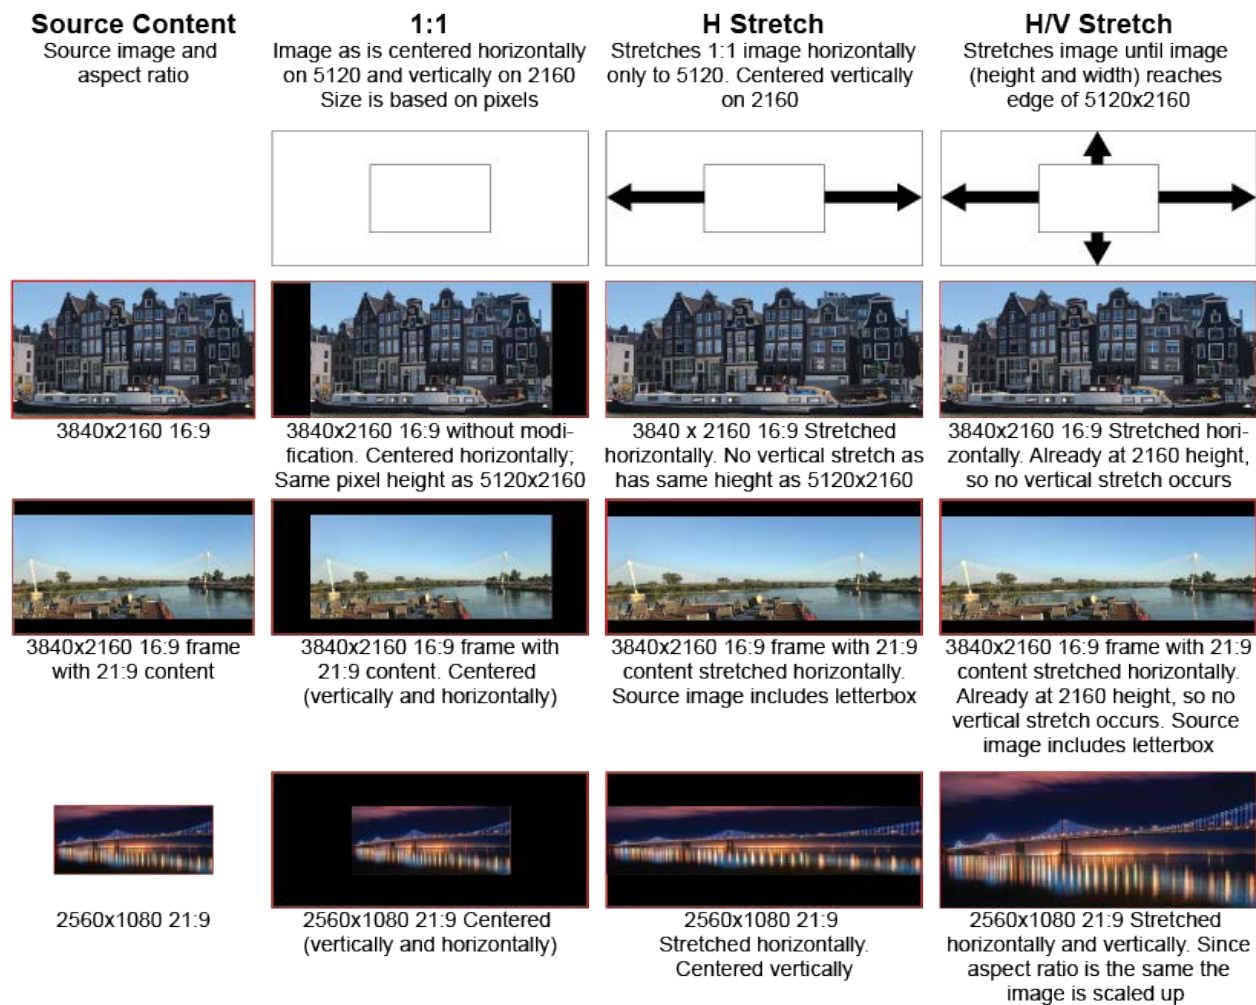 Source Content
Source image and
aspect ratio
1:1
Image as is centered horizontally
on 5120 and vertically on 2160
Size is based on pixels
H Stretch
Stretches 1:1 image horizontally
only to 5120. Centered vertically
on 2160
H/V Stretch
Stretches image until image
(height and width) reaches
edge of 5120x2160
3840x2160 16:9
3840x2160 16:9 without modi-
fication. Centered horizontally;
Same pixel height as 5120x2160
3840 x 2160 16:9 Stretched
horizontally. No vertical stretch as
has same hieght as 5120x2160
3840x2160 16:9 Stretched hori-
zontally. Already at 2160 height,
so no vertical stretch occurs
3840x2160 16:9 frame
with 21:9 content
3840x2160 16:9 frame with
21:9 content. Centered
(vertically and horizontally)
3840x2160 16:9 frame with 21:9
content stretched horizontally.
Source image includes letterbox
3840x2160 16:9 frame with 21:9
content stretched horizontally.
Already at 2160 height, so no
vertical stretch occurs. Source
image includes letterbox
2560x1080 21:9
2560x1080 21:9 Centered
(vertically and horizontally)
2560x1080 21:9
Stretched horizontally.
Centered vertically
2560x1080 21:9 Stretched
horizontally and vertically. Since
aspect ratio is the same the
image is scaled up